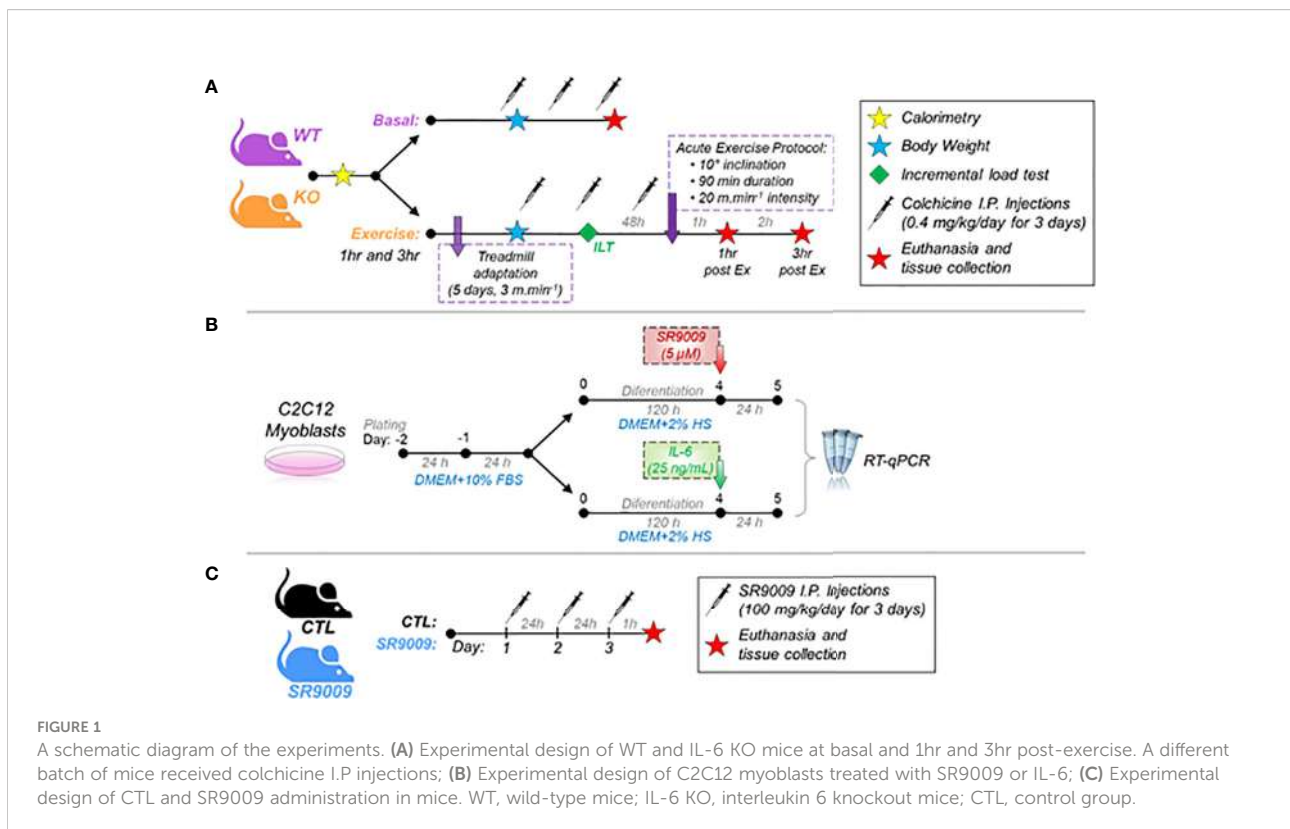 A
WT
KO
Basal:
Exercise:
1hr and 3hr
Treadmill
adaptation
(5 days, 3 m.min⁻¹)
ILT
48h
Acute Exercise Protocol:
• 10° inclination
• 90 min duration
• 20 m.min⁻¹ intensity
1h
2h
1hr
post Ex
3hr
post Ex
Calorimetry
Body Weight
Incremental load test
Colchicine I.P. Injections
(0.4 mg/kg/day for 3 days)
Euthanasia and
tissue collection
B
C2C12
Myoblasts
Plating
Day: -2
-1
24 h
24 h
DMEM+10% FBS
SR9009
(5 µM)
0
Diferentiation
4
5
120 h
24 h
DMEM+2% HS
IL-6
(25 ng/mL)
0
Diferentiation
4
5
120 h
24 h
DMEM+2% HS
RT-qPCR
C
CTL
SR9009
CTL:
SR9009:
24h
24h
1h
Day:
1
2
3
SR9009 I.P. Injections
(100 mg/kg/day for 3 days)
Euthanasia and
tissue collection
FIGURE 1
A schematic diagram of the experiments. (A) Experimental design of WT and IL-6 KO mice at basal and 1hr and 3hr post-exercise. A different
batch of mice received colchicine I.P injections; (B) Experimental design of C2C12 myoblasts treated with SR9009 or IL-6; (C) Experimental
design of CTL and SR9009 administration in mice. WT, wild-type mice; IL-6 KO, interleukin 6 knockout mice; CTL, control group.